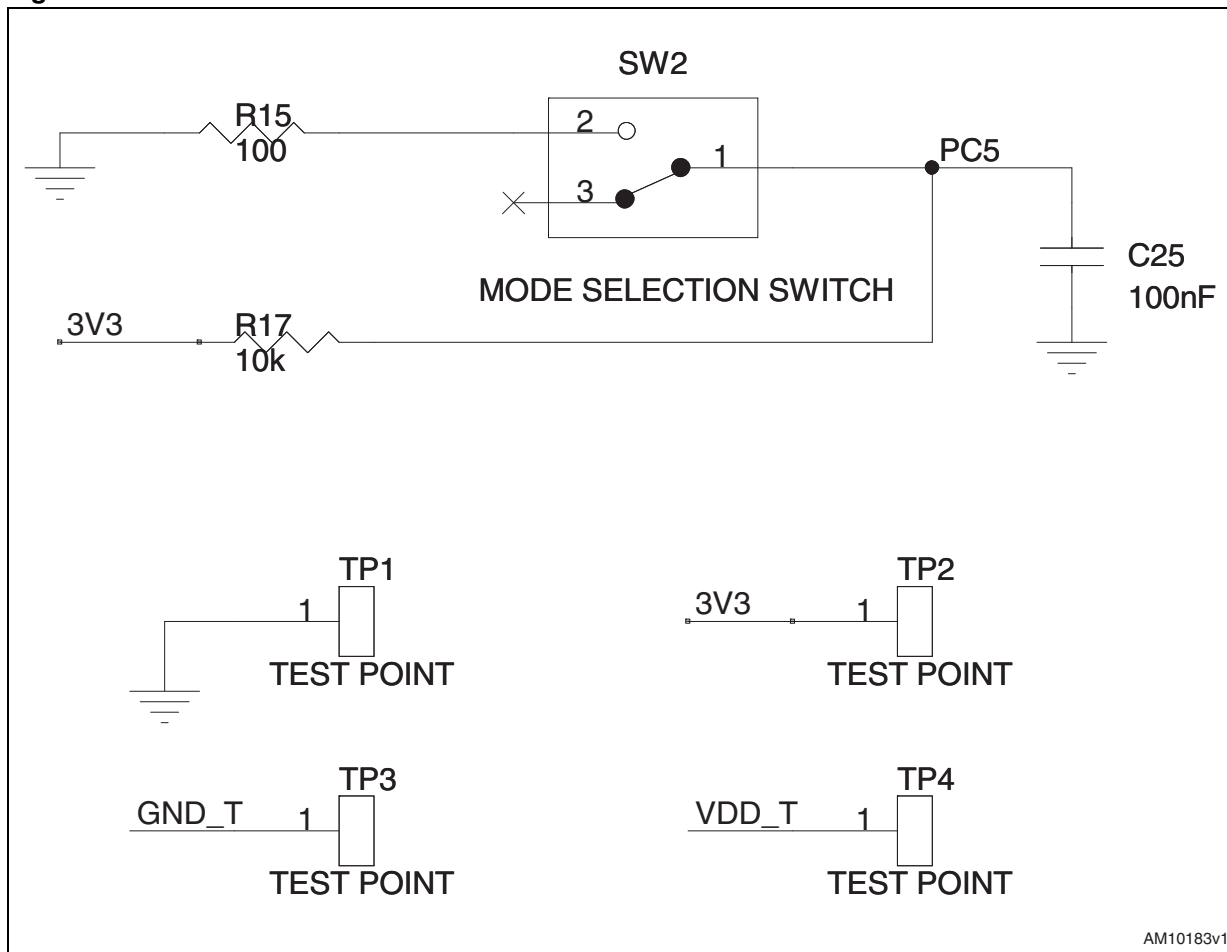 SW2
R15
100
2
1
3
PC5
MODE SELECTION SWITCH
C25
100nF
3V3
R17
10k
TP1
1
TEST POINT
TP2
3V3
1
TEST POINT
TP3
GND_T
1
TEST POINT
TP4
VDD_T
1
TEST POINT
AM10183v1